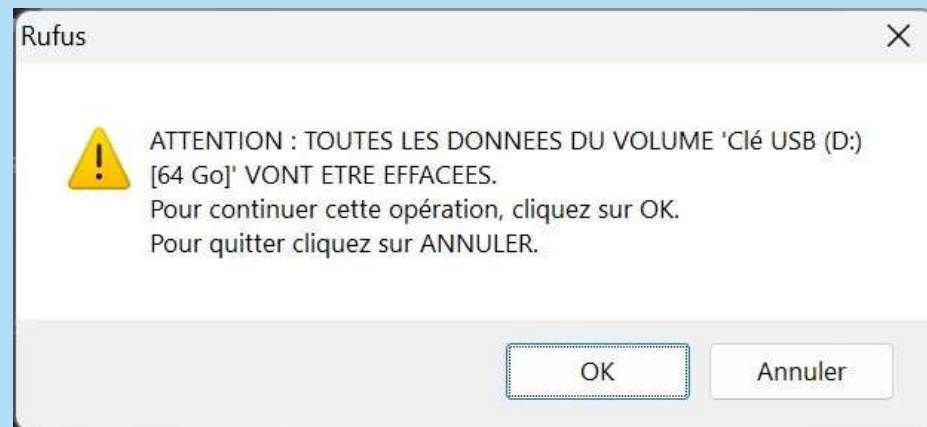 Rufus
ATTENTION : TOUTES LES DONNEES DU VOLUME 'Clé USB (D:)
[64 Go]' VONT ETRE EFFACEES.
Pour continuer cette opération, cliquez sur OK.
Pour quitter cliquez sur ANNULER.
OK Annuler